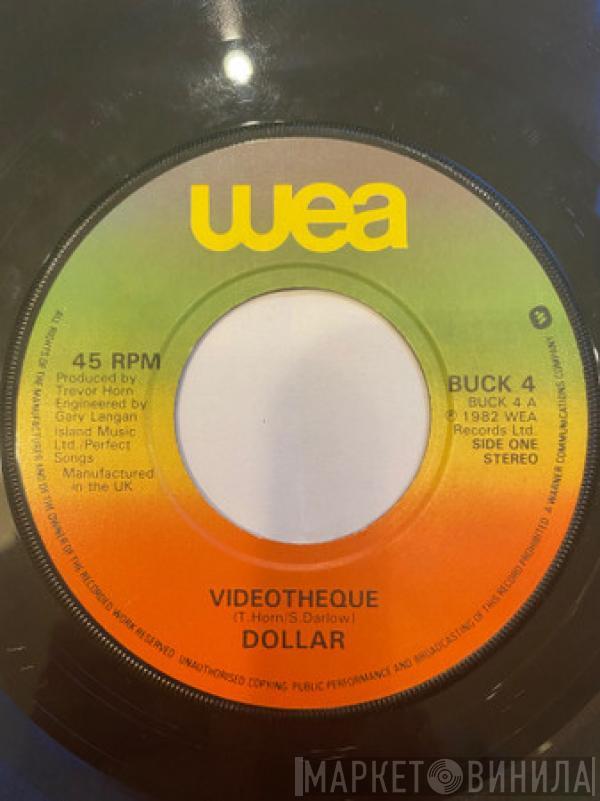 wea
45 RPM
Produced by
Trevor Horn
Engineered by
Gary Langan
Island Music
Ltd./Perfect
Songs
Manufactured
in the UK
BUCK 4
BUCK 4 A
℗ 1982 WEA
Records Ltd.
SIDE ONE
STEREO
VIDEOTHEQUE
(T.Horn/S.Darlow)
DOLLAR
ALL RIGHTS OF THE MANUFACTURER AND OF THE OWNER OF THE RECORDED WORK RESERVED. UNAUTHORISED COPYING, PUBLIC PERFORMANCE AND BROADCASTING OF THIS RECORD PROHIBITED. A WARNER COMMUNICATIONS COMPANY
МАРКЕТ ВИНИЛА